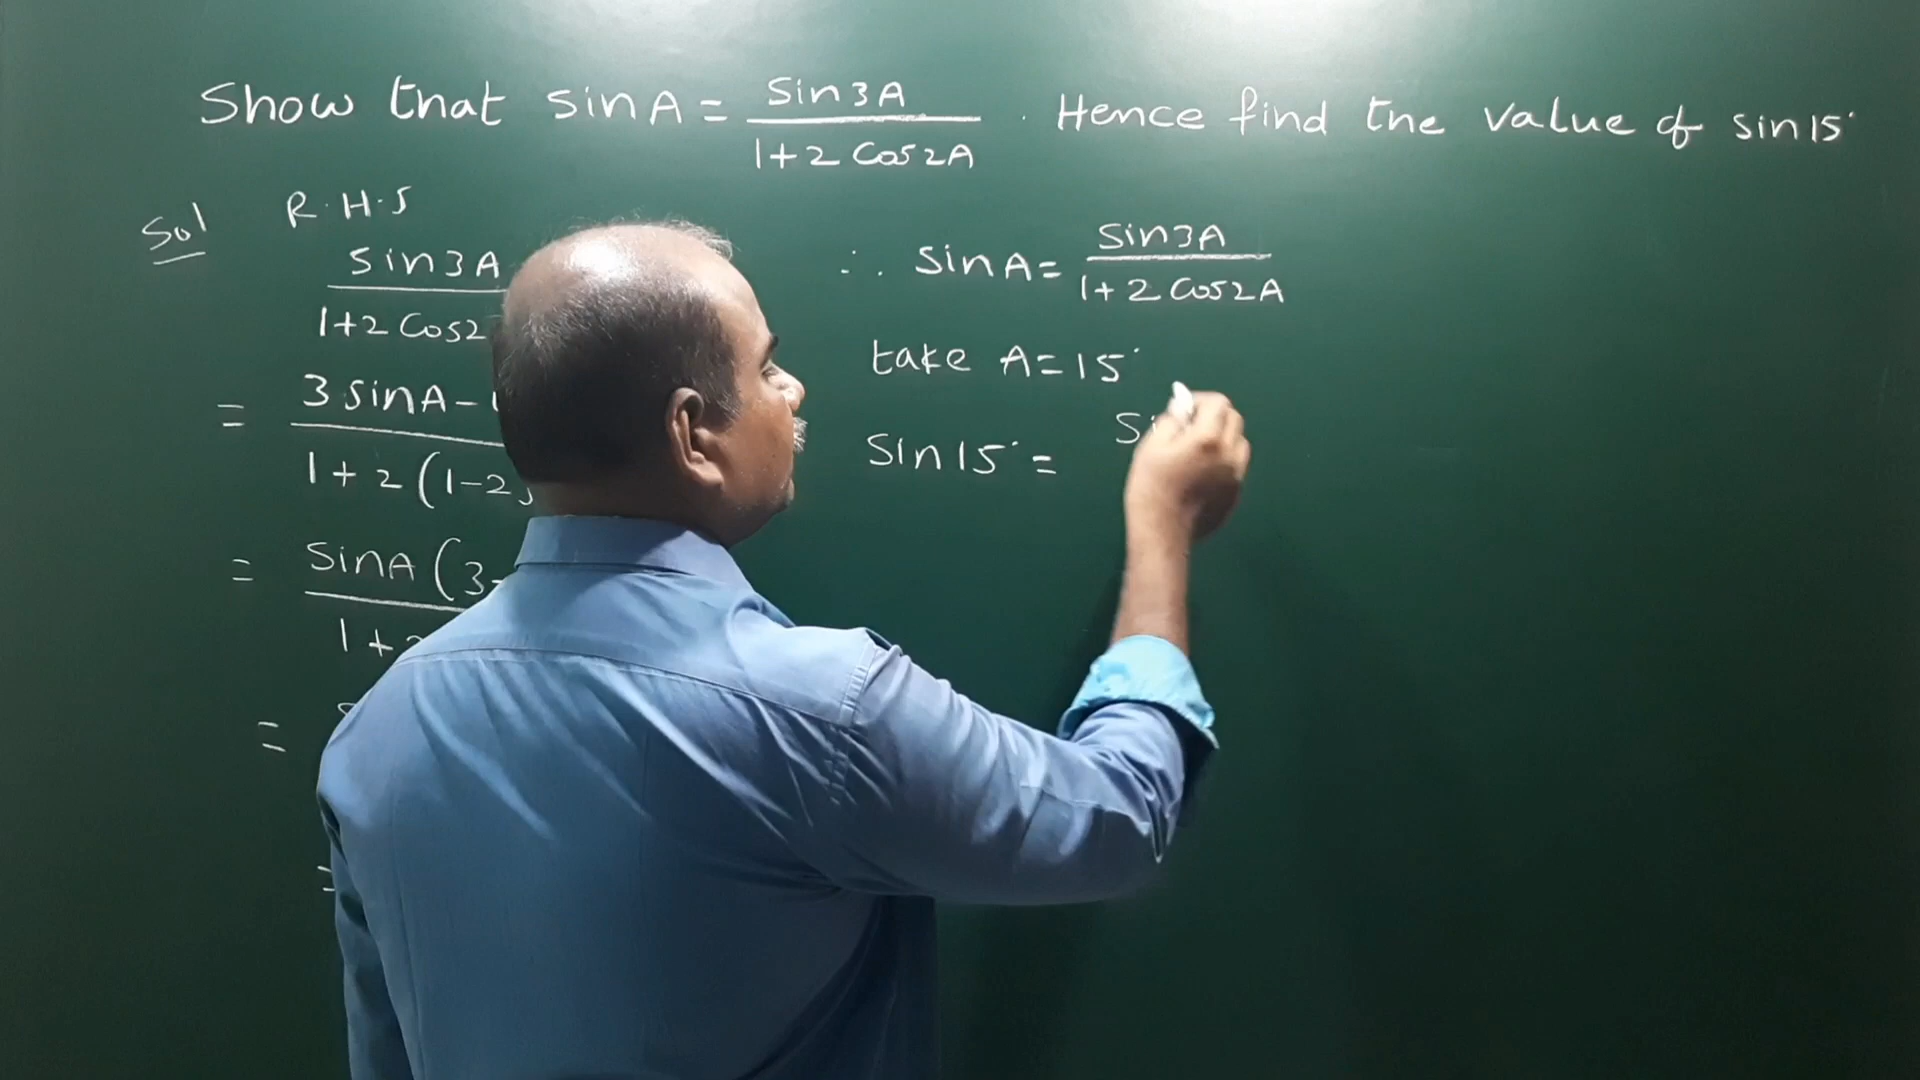 Show that sin A = sin 3A / 1+2 cos 2A . Hence find the value of sin 15°
Sol R.H.S
sin 3A
1+2 cos 2
= 3 sin A -
1 + 2 (1-2
= sin A (3-
1 +
=
=
∴ sin A = sin 3A / 1+2 cos 2A
take A = 15°
sin 15° =